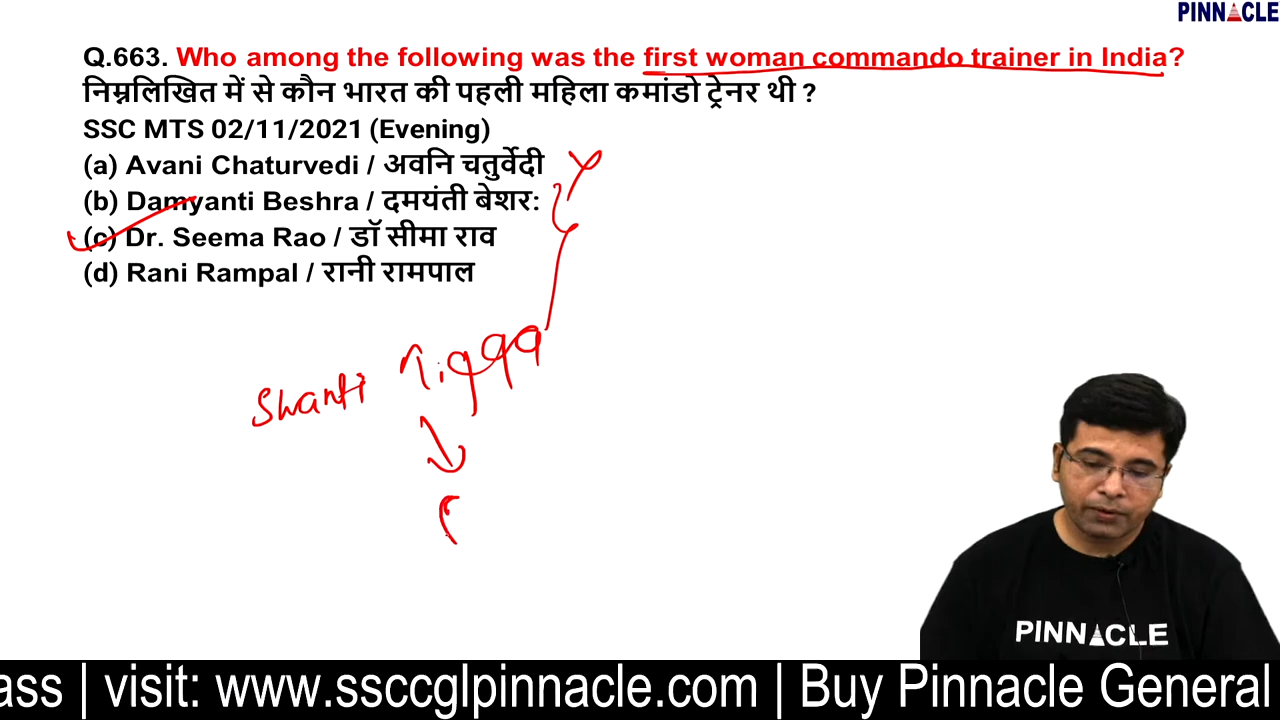 PINNACLE
Q.663. Who among the following was the first woman commando trainer in India?
निम्नलिखित में से कौन भारत की पहली महिला कमांडो ट्रेनर थी ?
SSC MTS 02/11/2021 (Evening)
(a) Avani Chaturvedi / अवनि चतुर्वेदी
(b) Damyanti Beshra / दमयंती बेशर:
(c) Dr. Seema Rao / डॉ सीमा राव
(d) Rani Rampal / रानी रामपाल
Shanti Tigga
PINNACLE
ass | visit: www.ssccglpinnacle.com | Buy Pinnacle General